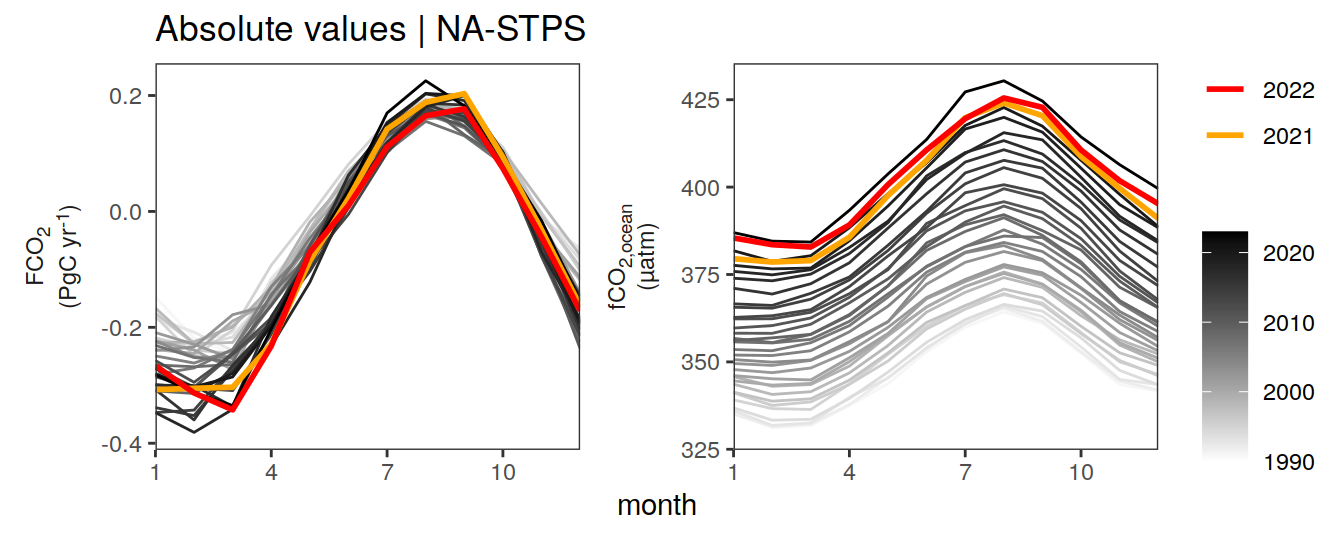 Absolute values | NA-STPS
FCO₂
(PgC yr⁻¹)
0.2
0.0
-0.2
-0.4
1 4 7 10
fCO₂,ocean
(µatm)
425
400
375
350
325
1 4 7 10
month
2022
2021
2020
2010
2000
1990